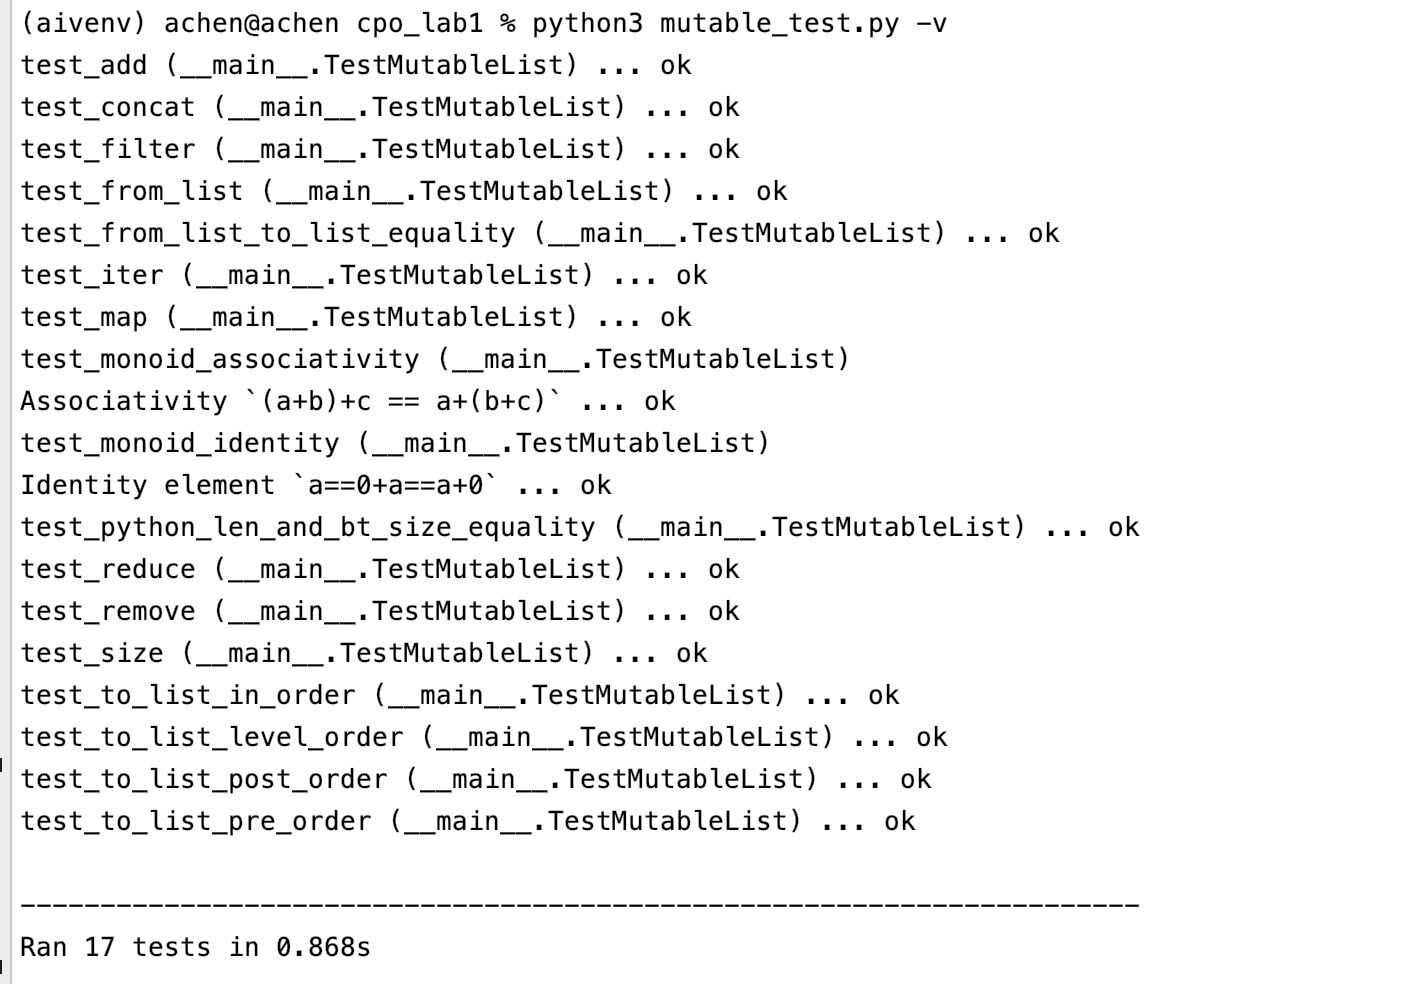 (aivenv) achen@achen cpo_lab1 % python3 mutable_test.py -v
test_add (__main__.TestMutableList) ... ok
test_concat (__main__.TestMutableList) ... ok
test_filter (__main__.TestMutableList) ... ok
test_from_list (__main__.TestMutableList) ... ok
test_from_list_to_list_equality (__main__.TestMutableList) ... ok
test_iter (__main__.TestMutableList) ... ok
test_map (__main__.TestMutableList) ... ok
test_monoid_associativity (__main__.TestMutableList)
Associativity `(a+b)+c == a+(b+c)` ... ok
test_monoid_identity (__main__.TestMutableList)
Identity element `a==0+a==a+0` ... ok
test_python_len_and_bt_size_equality (__main__.TestMutableList) ... ok
test_reduce (__main__.TestMutableList) ... ok
test_remove (__main__.TestMutableList) ... ok
test_size (__main__.TestMutableList) ... ok
test_to_list_in_order (__main__.TestMutableList) ... ok
test_to_list_level_order (__main__.TestMutableList) ... ok
test_to_list_post_order (__main__.TestMutableList) ... ok
test_to_list_pre_order (__main__.TestMutableList) ... ok
----------------------------------------------------------------------
Ran 17 tests in 0.868s